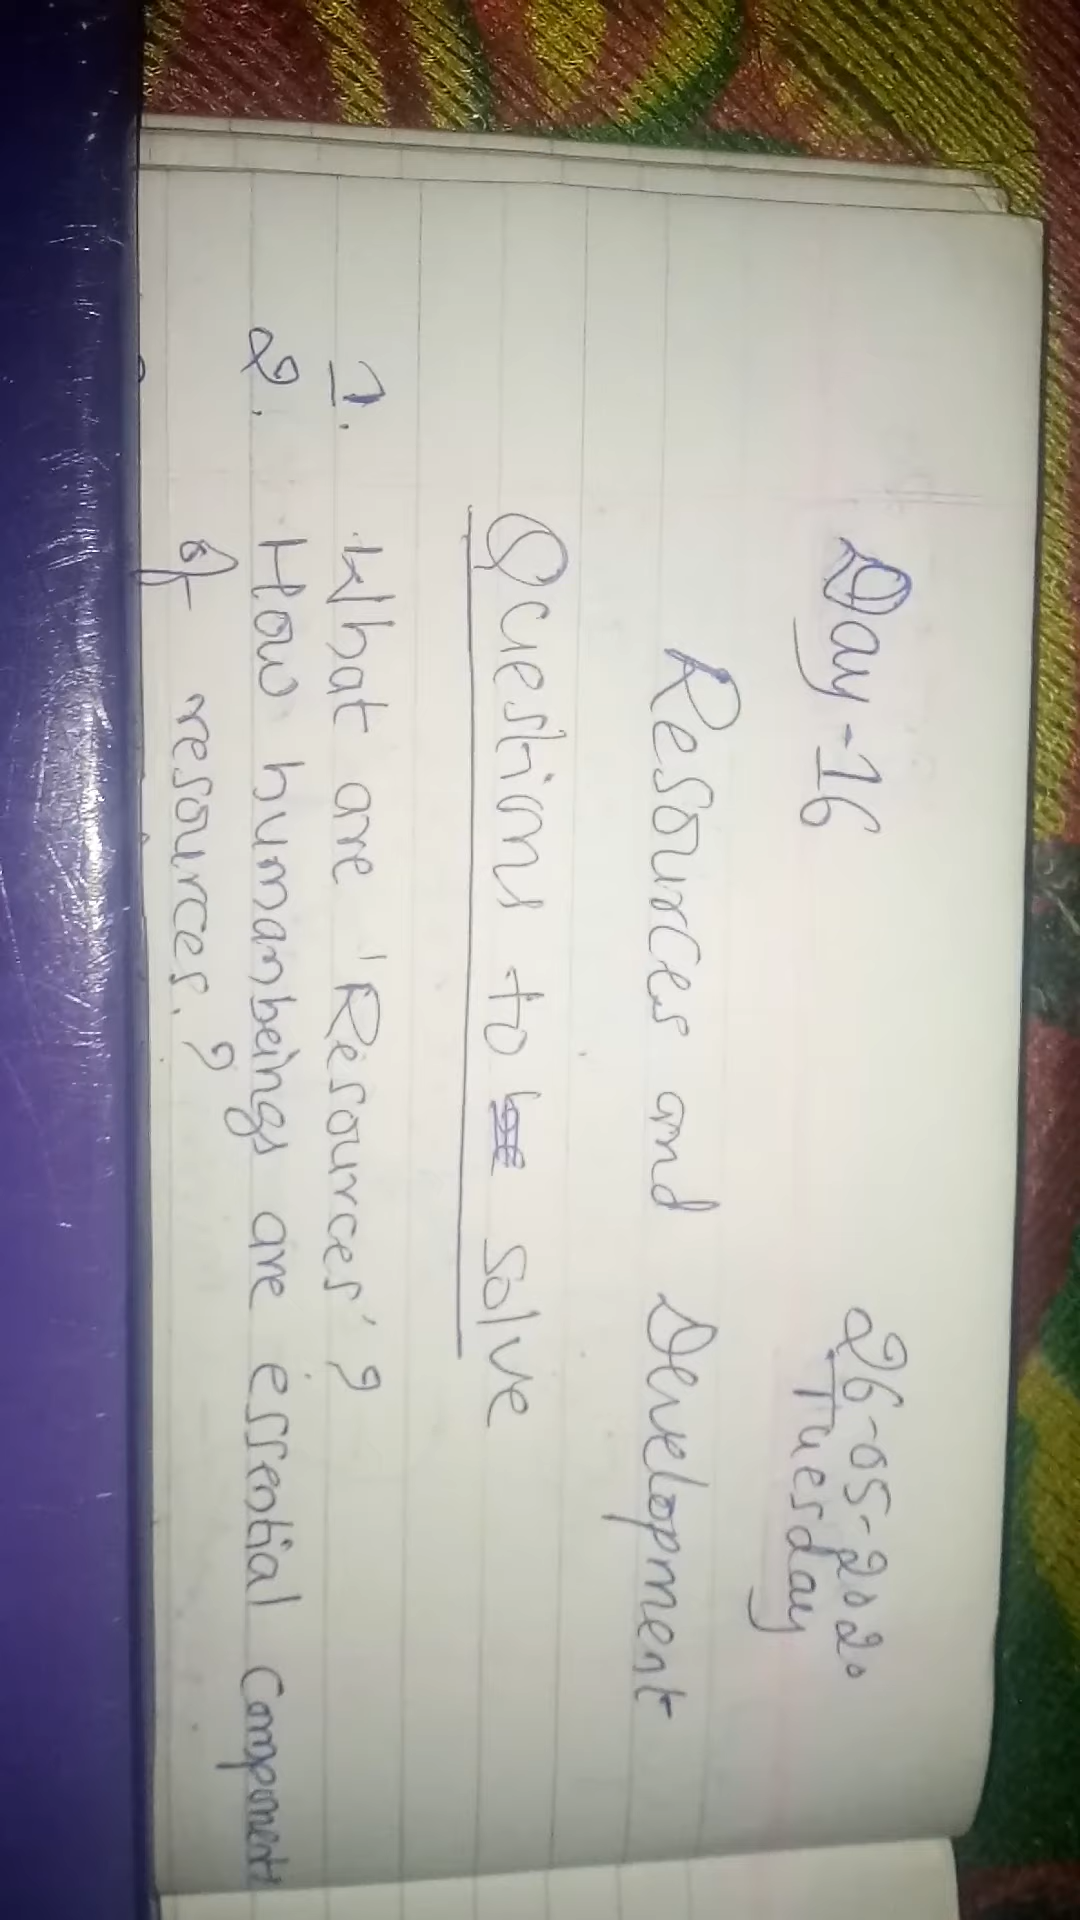 Day-16
26-05-2020
Tuesday
Resources and Development
Questions to solve
1. What are 'Resources'?
2. How humanbeings are essential Components
of resources.?